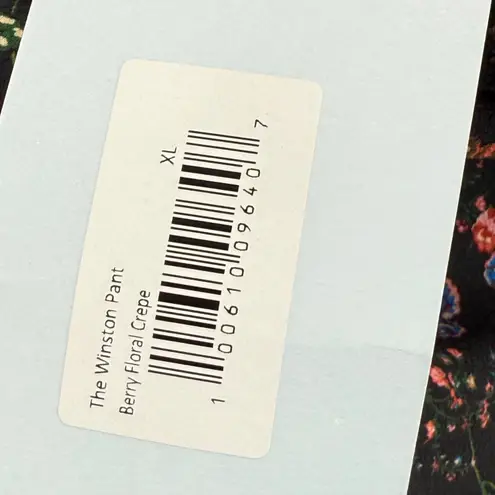 The Winston Pant
Berry Floral Crepe
XL
1 00610 09640 7